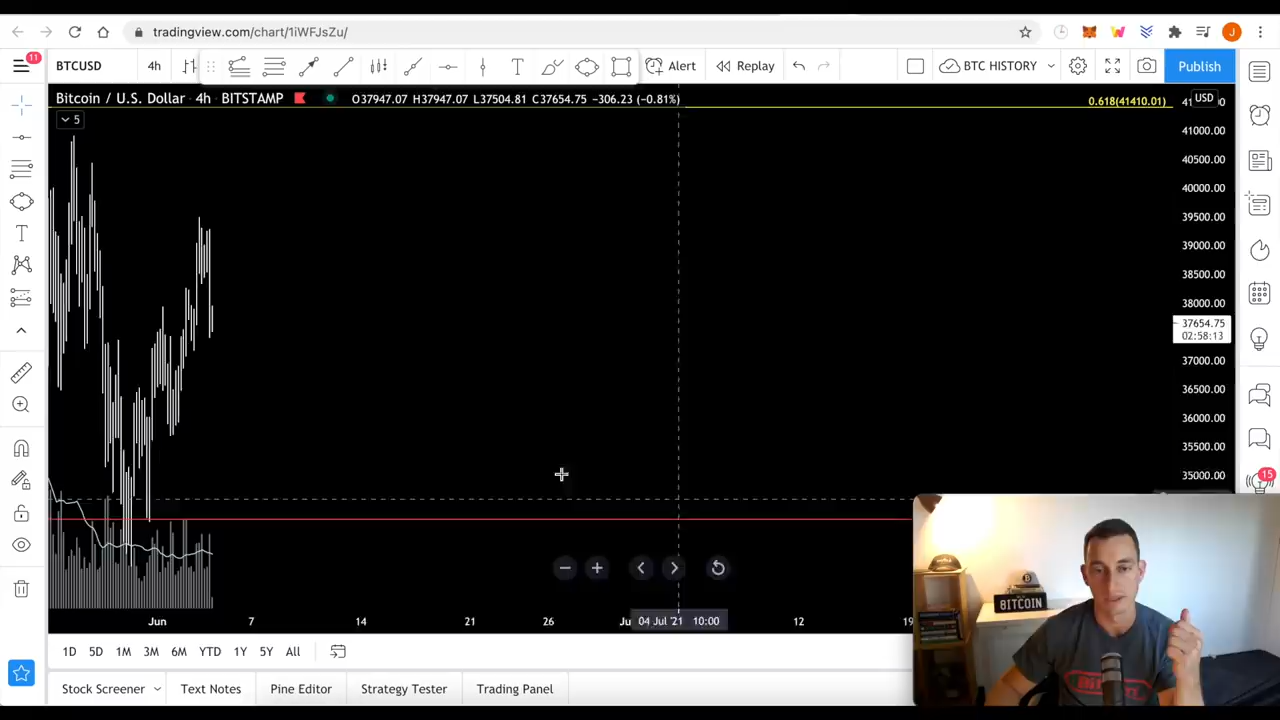 tradingview.com/chart/1iWFJsZu/
J
11
BTCUSD
4h
T
Alert
Replay
BTC HISTORY
Publish
Bitcoin / U.S. Dollar · 4h · BITSTAMP
O37947.07 H37947.07 L37504.81 C37654.75 −306.23 (−0.81%)
5
0.618(41410.01)
USD
41000.00
40500.00
40000.00
39500.00
39000.00
38500.00
38000.00
37654.75
02:58:13
37000.00
36500.00
36000.00
35500.00
35000.00
15
BITCOIN
Jun
7
14
21
26
04 Jul '21 10:00
12
19
1D 5D 1M 3M 6M YTD 1Y 5Y All
Stock Screener
Text Notes
Pine Editor
Strategy Tester
Trading Panel